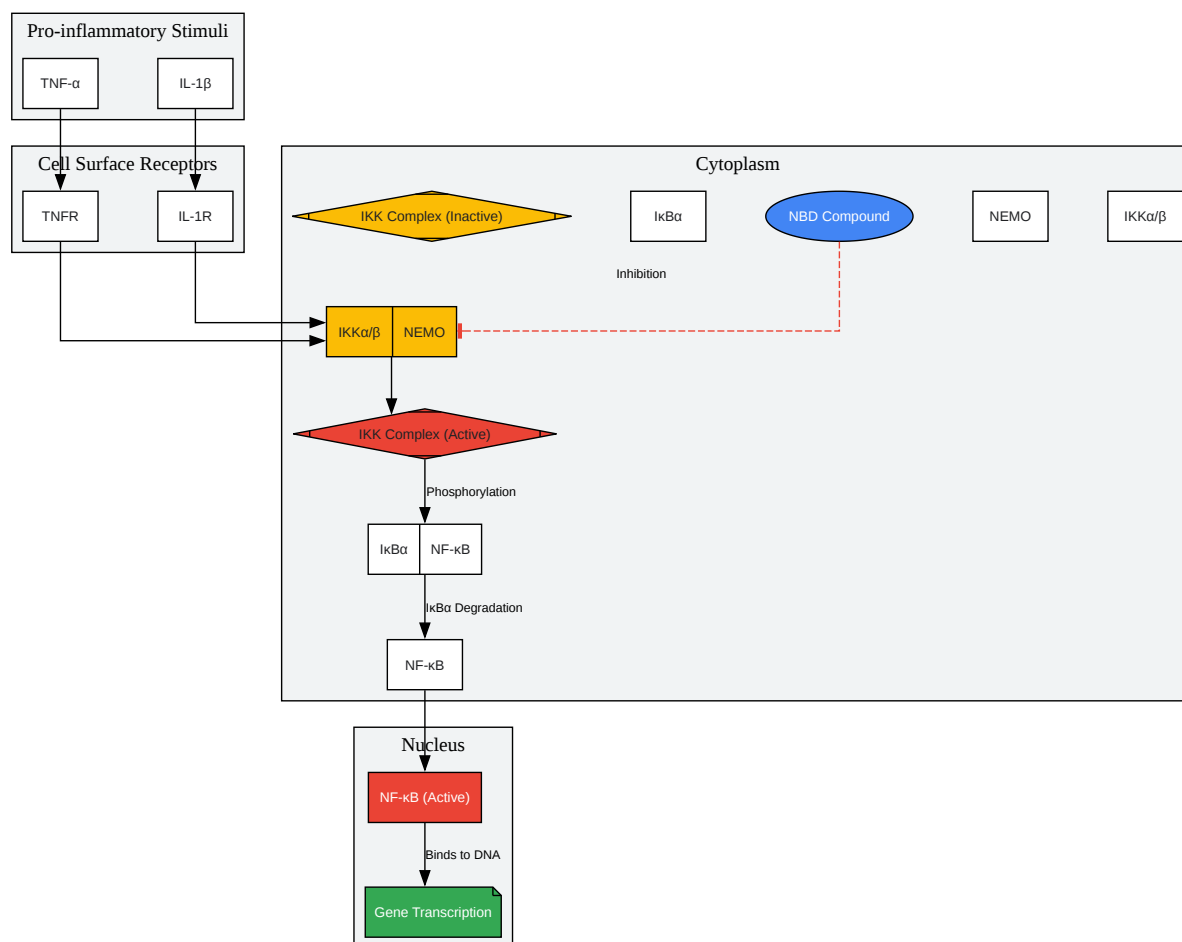 Pro-inflammatory Stimuli
TNF-α
IL-1β
Cell Surface Receptors
TNFR
IL-1R
Cytoplasm
IKK Complex (Inactive)
IκBα
NBD Compound
NEMO
IKKα/β
Inhibition
IKKα/β
NEMO
IKK Complex (Active)
Phosphorylation
IκBα
NF-κB
IκBα Degradation
NF-κB
Nucleus
NF-κB (Active)
Binds to DNA
Gene Transcription